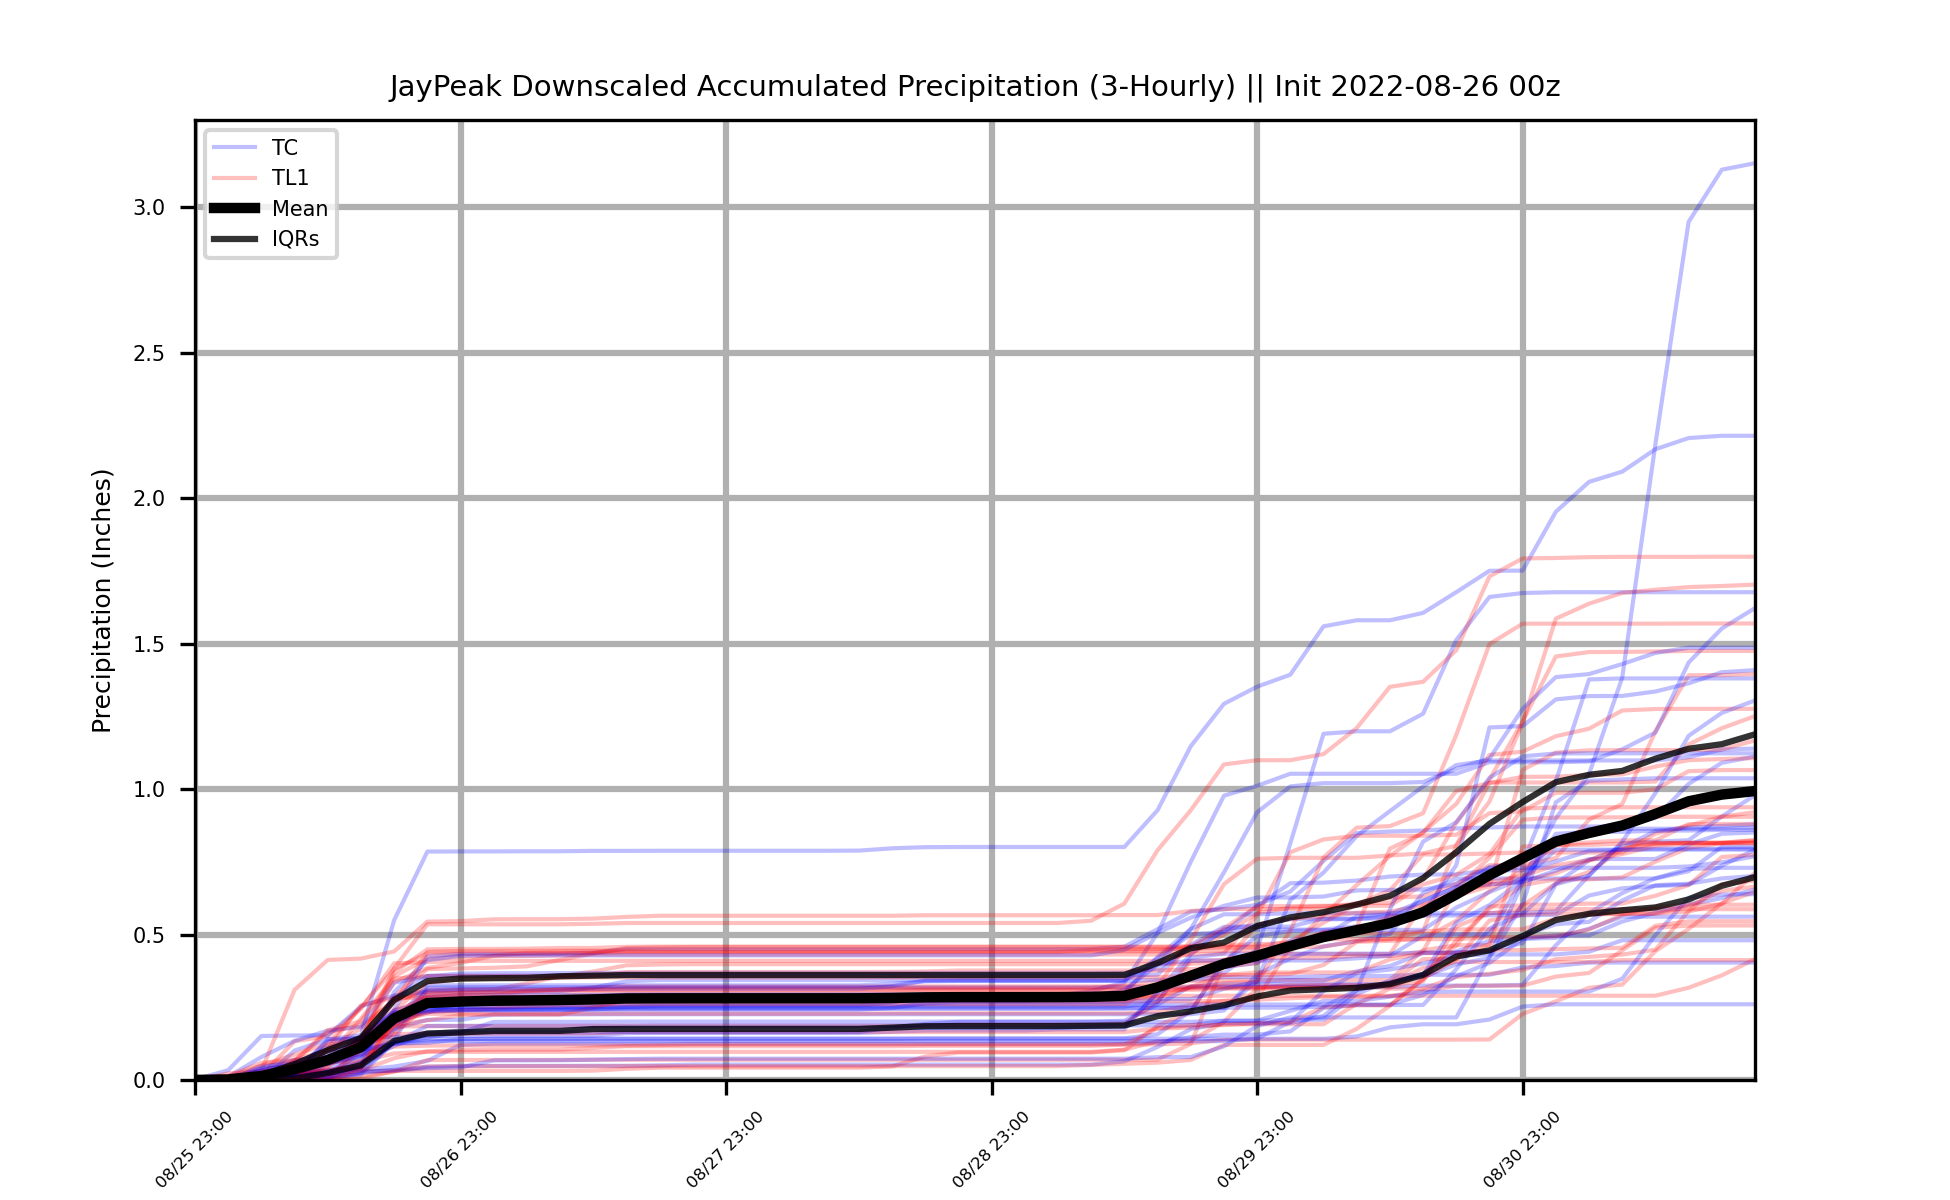 JayPeak Downscaled Accumulated Precipitation (3-Hourly) || Init 2022-08-26 00z
TC
TL1
Mean
IQRs
Precipitation (Inches)
3.0
2.5
2.0
1.5
1.0
0.5
0.0
08/25 23:00
08/26 23:00
08/27 23:00
08/28 23:00
08/29 23:00
08/30 23:00